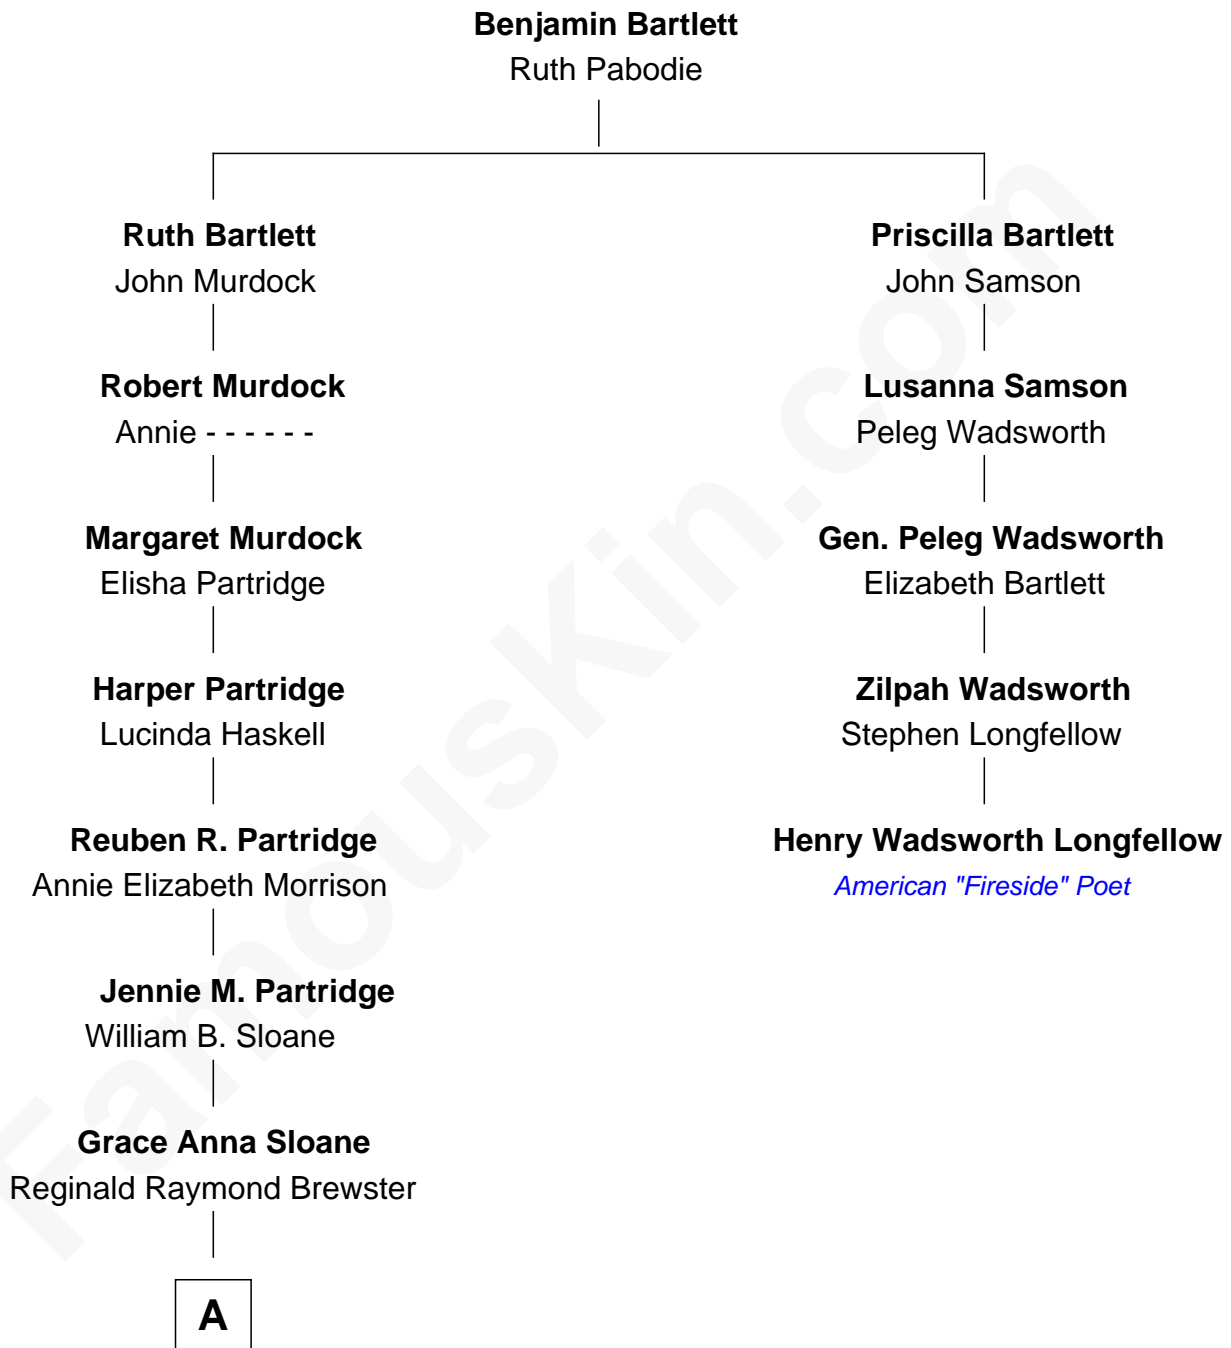 Benjamin Bartlett
Ruth Pabodie
Ruth Bartlett
John Murdock
Robert Murdock
Annie - - - - - -
Margaret Murdock
Elisha Partridge
Harper Partridge
Lucinda Haskell
Reuben R. Partridge
Annie Elizabeth Morrison
Jennie M. Partridge
William B. Sloane
Grace Anna Sloane
Reginald Raymond Brewster
A
Priscilla Bartlett
John Samson
Lusanna Samson
Peleg Wadsworth
Gen. Peleg Wadsworth
Elizabeth Bartlett
Zilpah Wadsworth
Stephen Longfellow
Henry Wadsworth Longfellow
American "Fireside" Poet
FamousKin.com